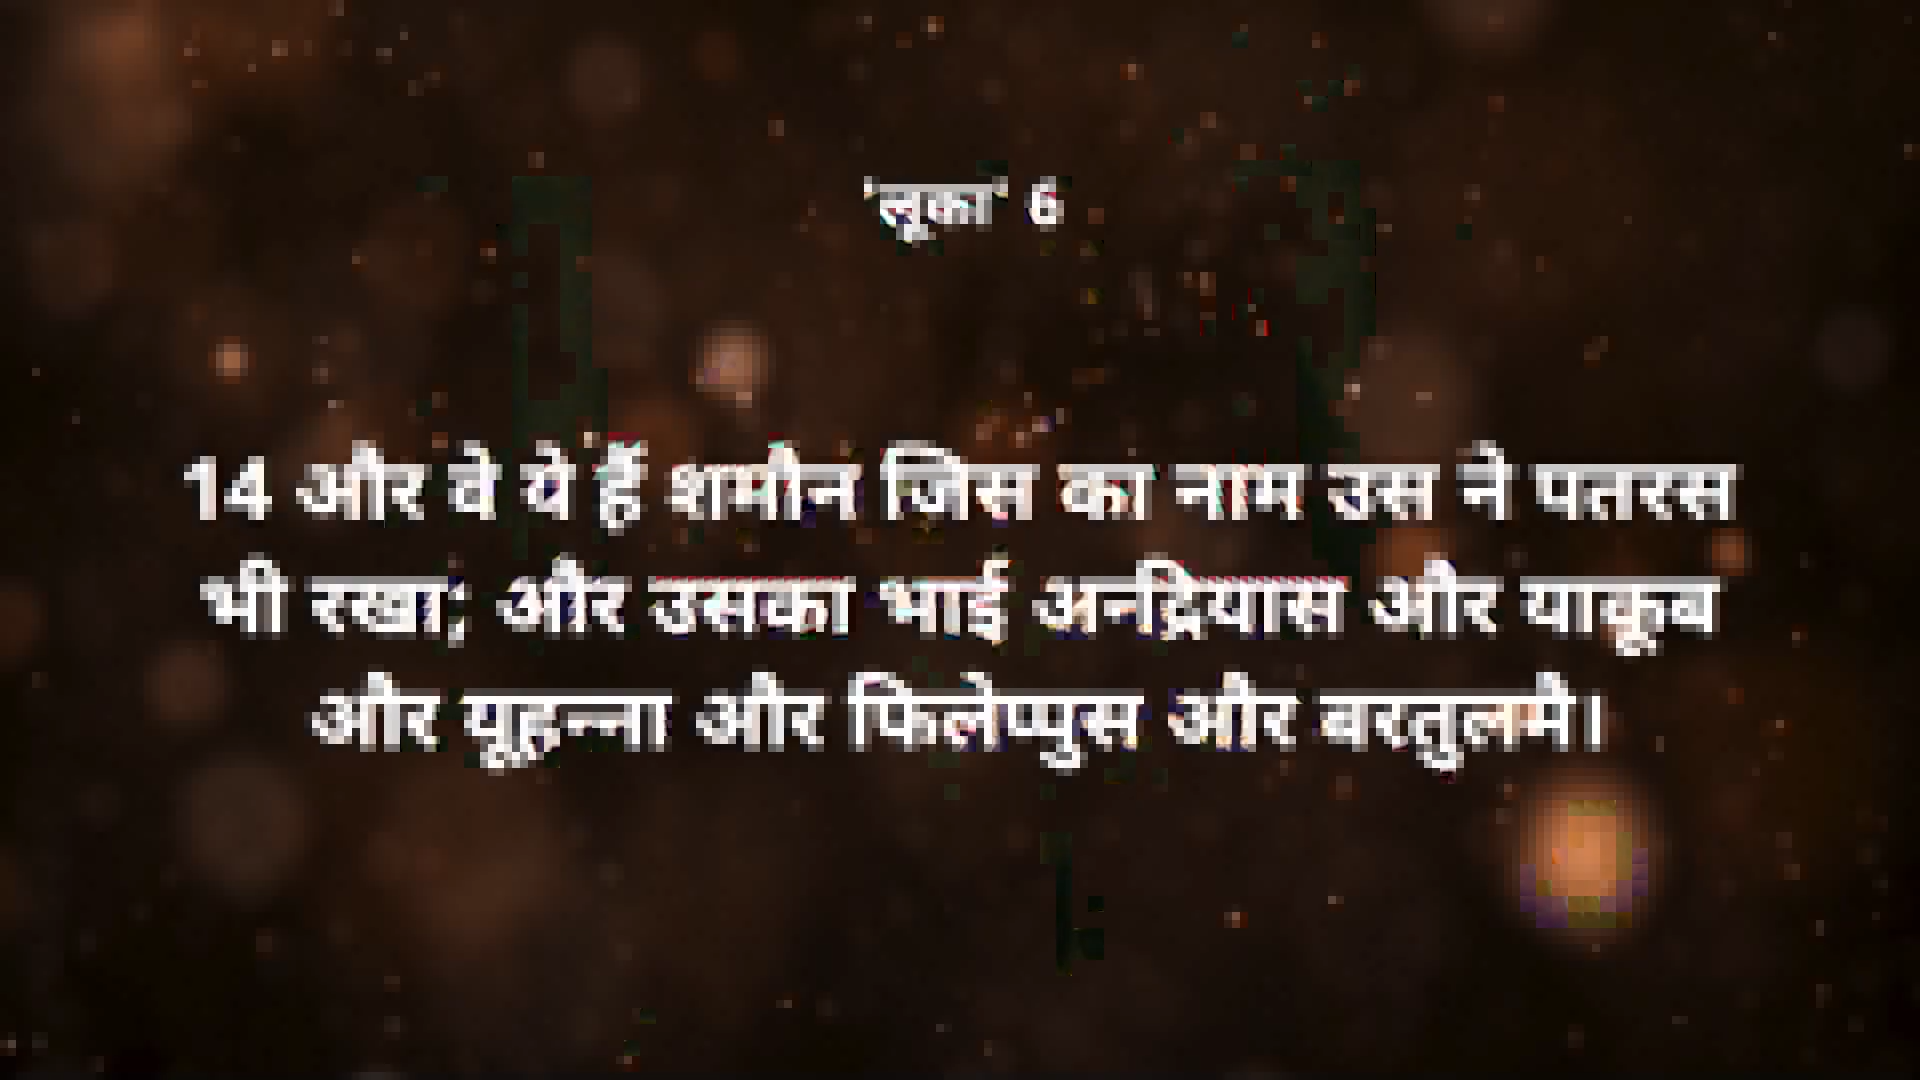 लूका 6
14 और वे ये हैं शमौन जिस का नाम उस ने पतरस
भी रखा; और उसका भाई अन्द्रियास और याकूब
और यूहन्ना और फिलेप्पुस और बरतुलमै।